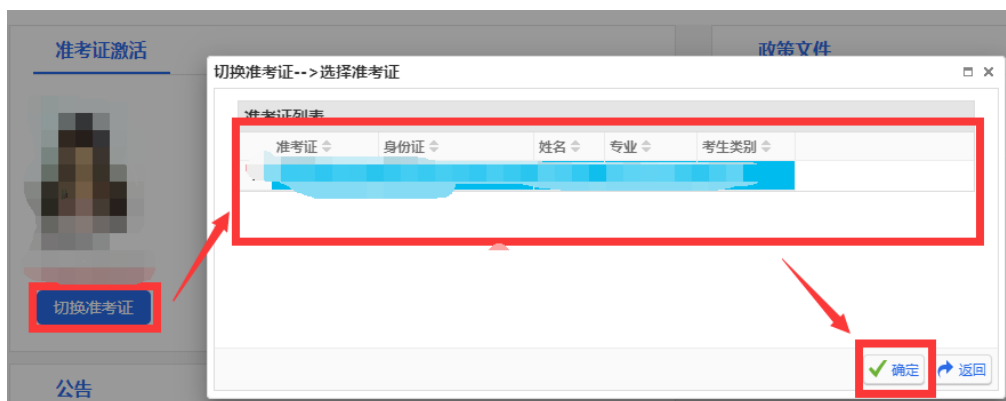 准考证激活
政策文件
切换准考证-->选择准考证
准考证列表
准考证 身份证 姓名 专业 考生类别
切换准考证
确定 返回
公告